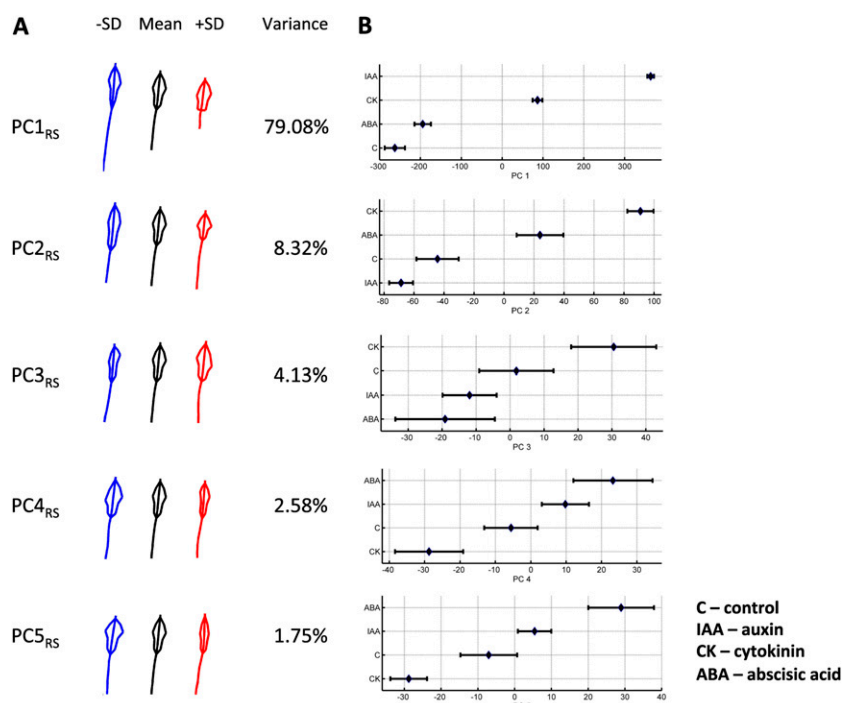 A -SD Mean +SD Variance B
PC1RS 79.08%
IAA
CK
ABA
C
-300 -200 -100 0 100 200 300
PC 1
PC2RS 8.32%
CK
ABA
C
IAA
-80 -60 -40 -20 0 20 40 60 80 100
PC 2
PC3RS 4.13%
CK
C
IAA
ABA
-30 -20 -10 0 10 20 30 40
PC 3
PC4RS 2.58%
ABA
IAA
C
CK
-40 -30 -20 -10 0 10 20 30
PC 4
PC5RS 1.75%
ABA
IAA
C
CK
-30 -20 -10 0 10 20 30 40
C – control
IAA – auxin
CK – cytokinin
ABA – abscisic acid